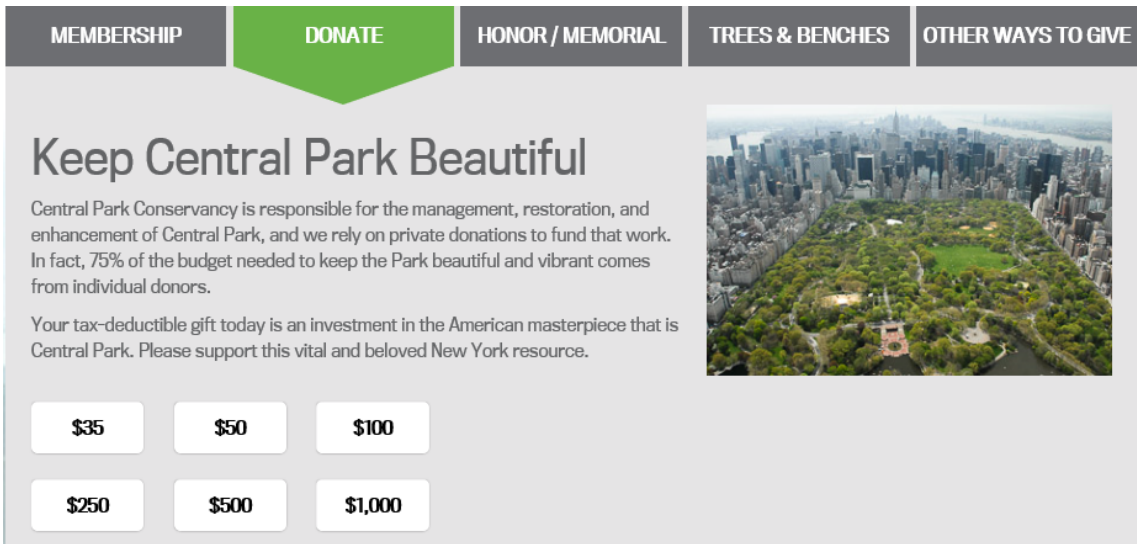 MEMBERSHIP
DONATE
HONOR / MEMORIAL
TREES & BENCHES
OTHER WAYS TO GIVE
Keep Central Park Beautiful
Central Park Conservancy is responsible for the management, restoration, and
enhancement of Central Park, and we rely on private donations to fund that work.
In fact, 75% of the budget needed to keep the Park beautiful and vibrant comes
from individual donors.
Your tax-deductible gift today is an investment in the American masterpiece that is
Central Park. Please support this vital and beloved New York resource.
$35
$50
$100
$250
$500
$1,000